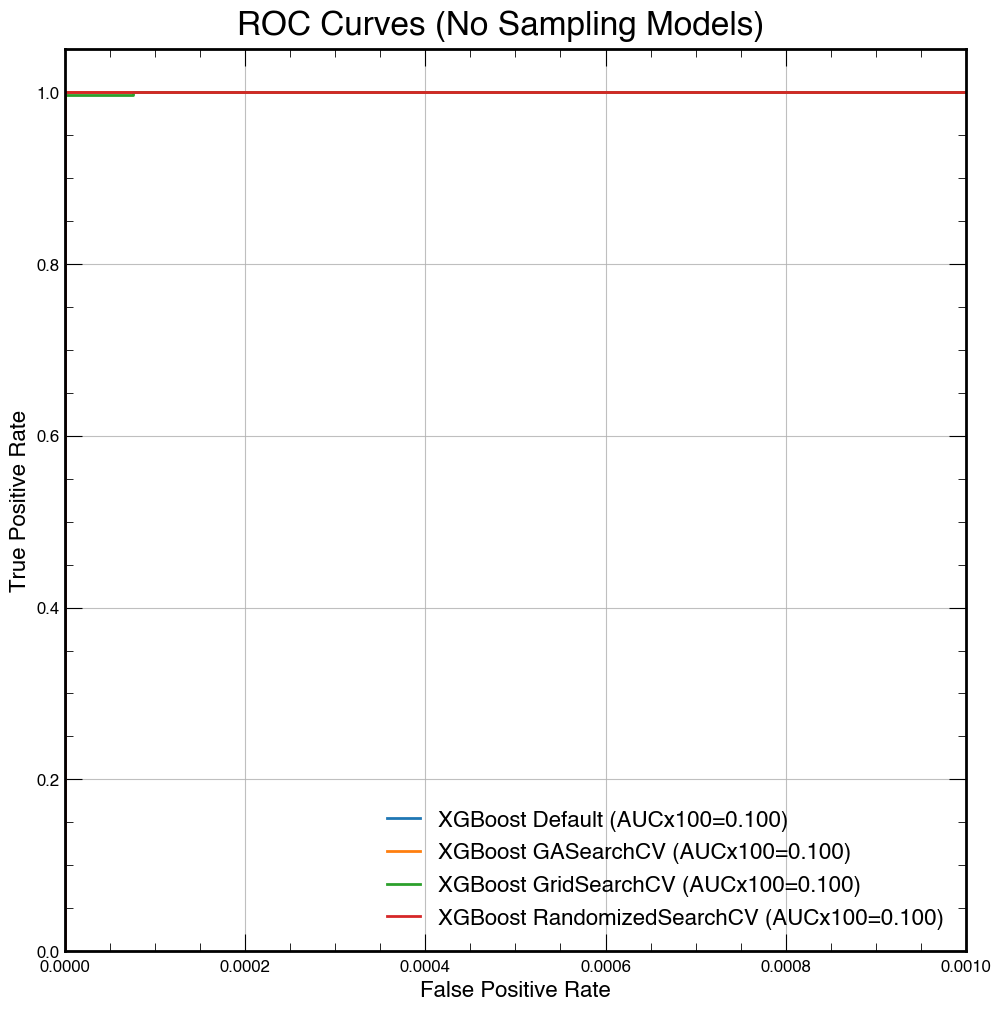 ROC Curves (No Sampling Models)
1.0
0.8
0.6
0.4
0.2
0.0
True Positive Rate
XGBoost Default (AUCx100=0.100)
XGBoost GASearchCV (AUCx100=0.100)
XGBoost GridSearchCV (AUCx100=0.100)
XGBoost RandomizedSearchCV (AUCx100=0.100)
0.0000 0.0002 0.0004 0.0006 0.0008 0.0010
False Positive Rate